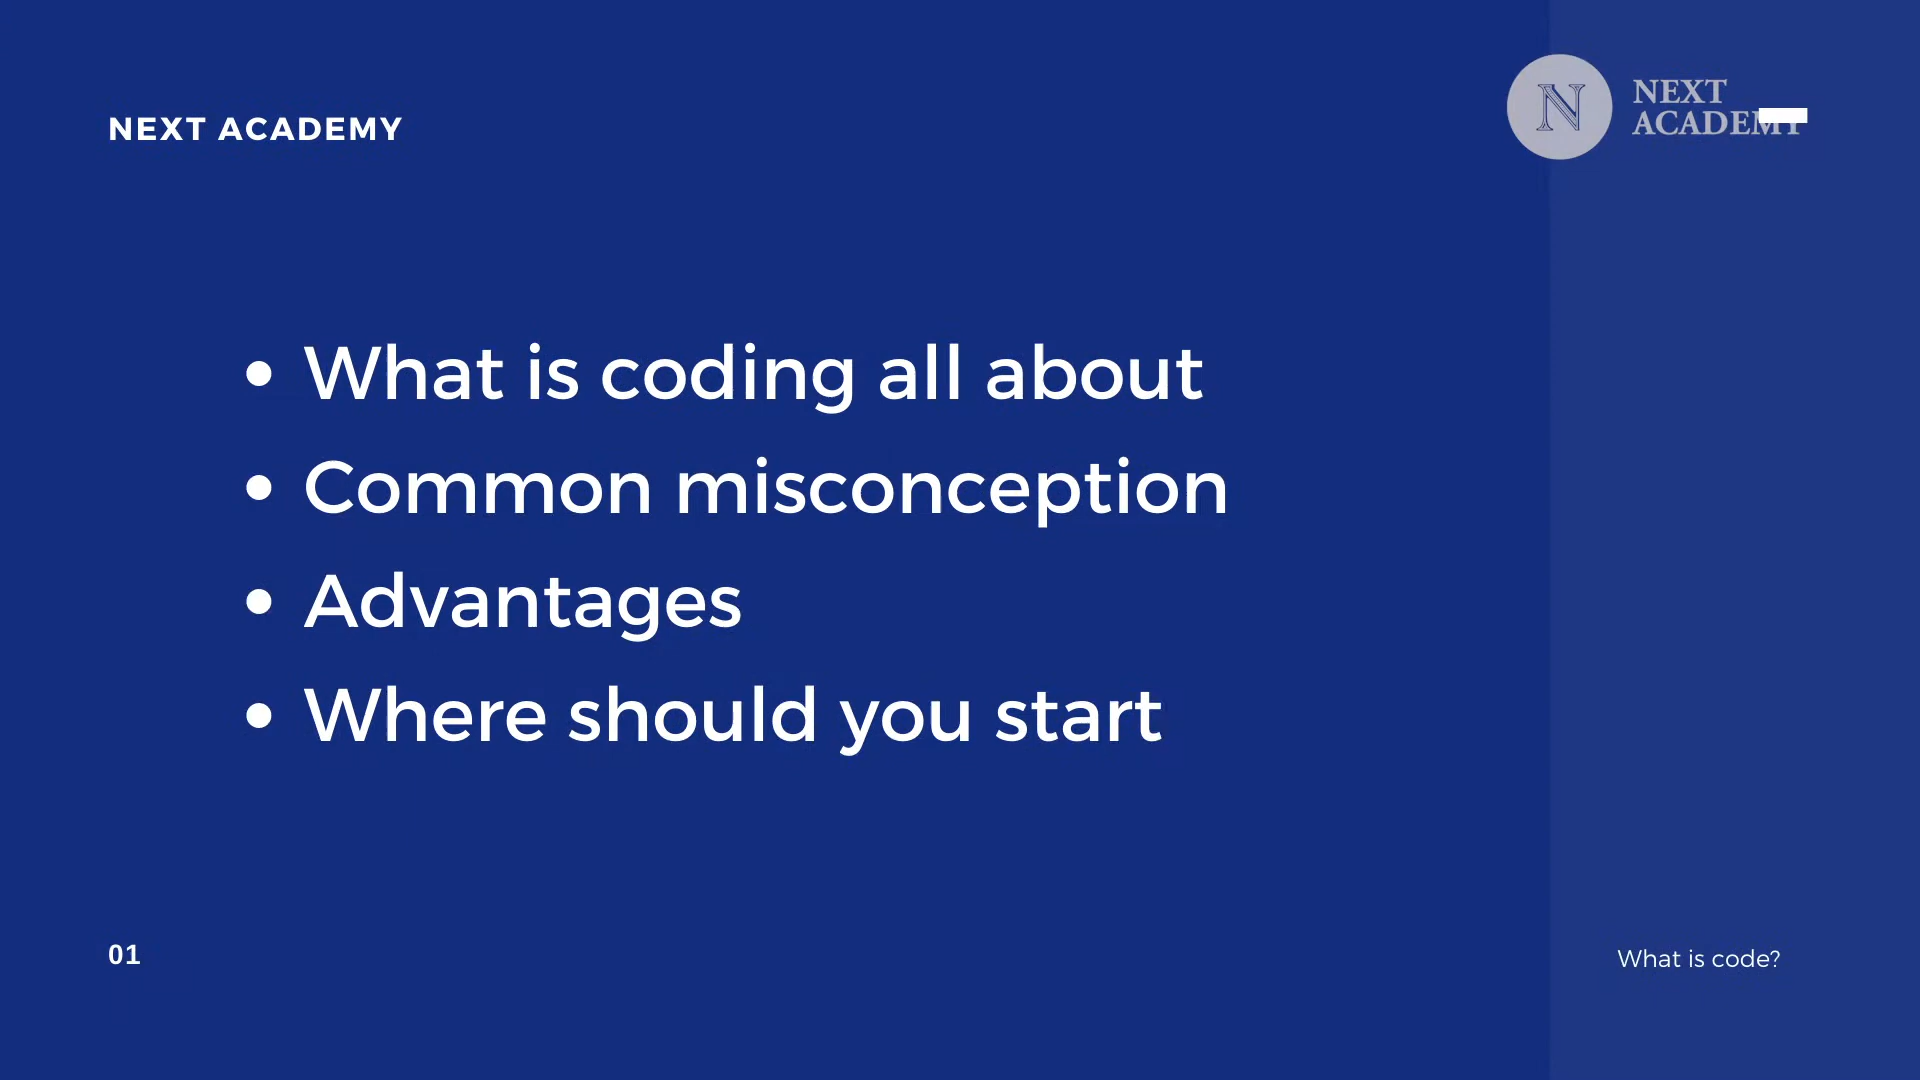 NEXT ACADEMY
N
NEXT
ACADEMY
• What is coding all about
• Common misconception
• Advantages
• Where should you start
01
What is code?